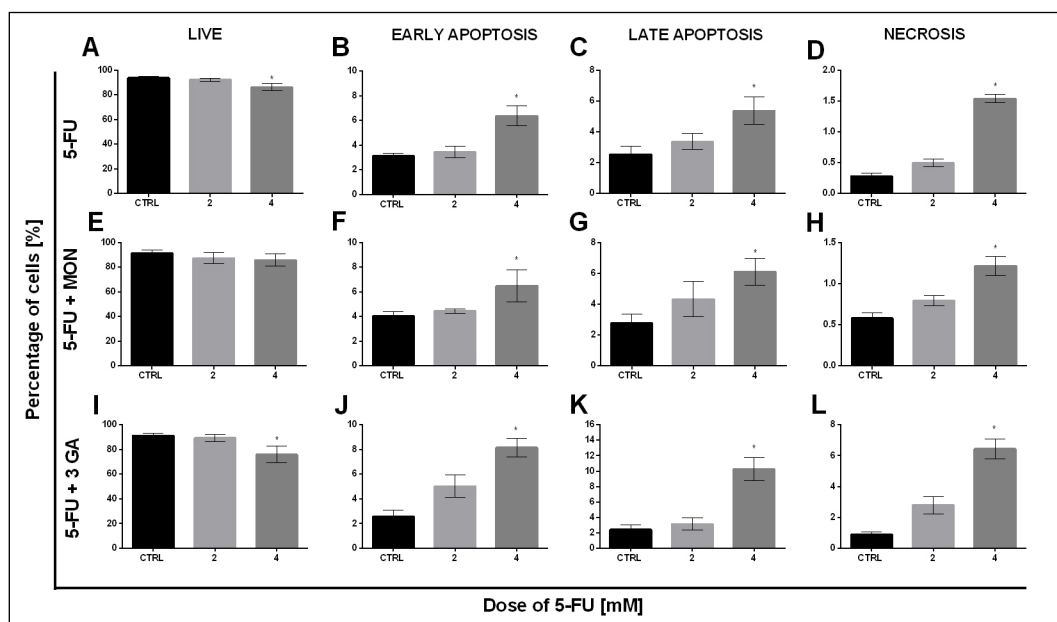 LIVE
EARLY APOPTOSIS
LATE APOPTOSIS
NECROSIS
Percentage of cells [%]
5-FU
A
100
80
60
40
20
0
CTRL 2 4
*
B
10
8
6
4
2
0
CTRL 2 4
*
C
8
6
4
2
0
CTRL 2 4
*
D
2.0
1.5
1.0
0.5
0.0
CTRL 2 4
*
5-FU + MON
E
100
80
60
40
20
0
CTRL 2 4
F
10
8
6
4
2
0
CTRL 2 4
*
G
8
6
4
2
0
CTRL 2 4
*
H
1.5
1.0
0.5
0.0
CTRL 2 4
*
5-FU + 3 GA
I
100
80
60
40
20
0
CTRL 2 4
*
J
10
8
6
4
2
0
CTRL 2 4
*
K
16
14
12
10
8
6
4
2
0
CTRL 2 4
*
L
8
6
4
2
0
CTRL 2 4
*
Dose of 5-FU [mM]